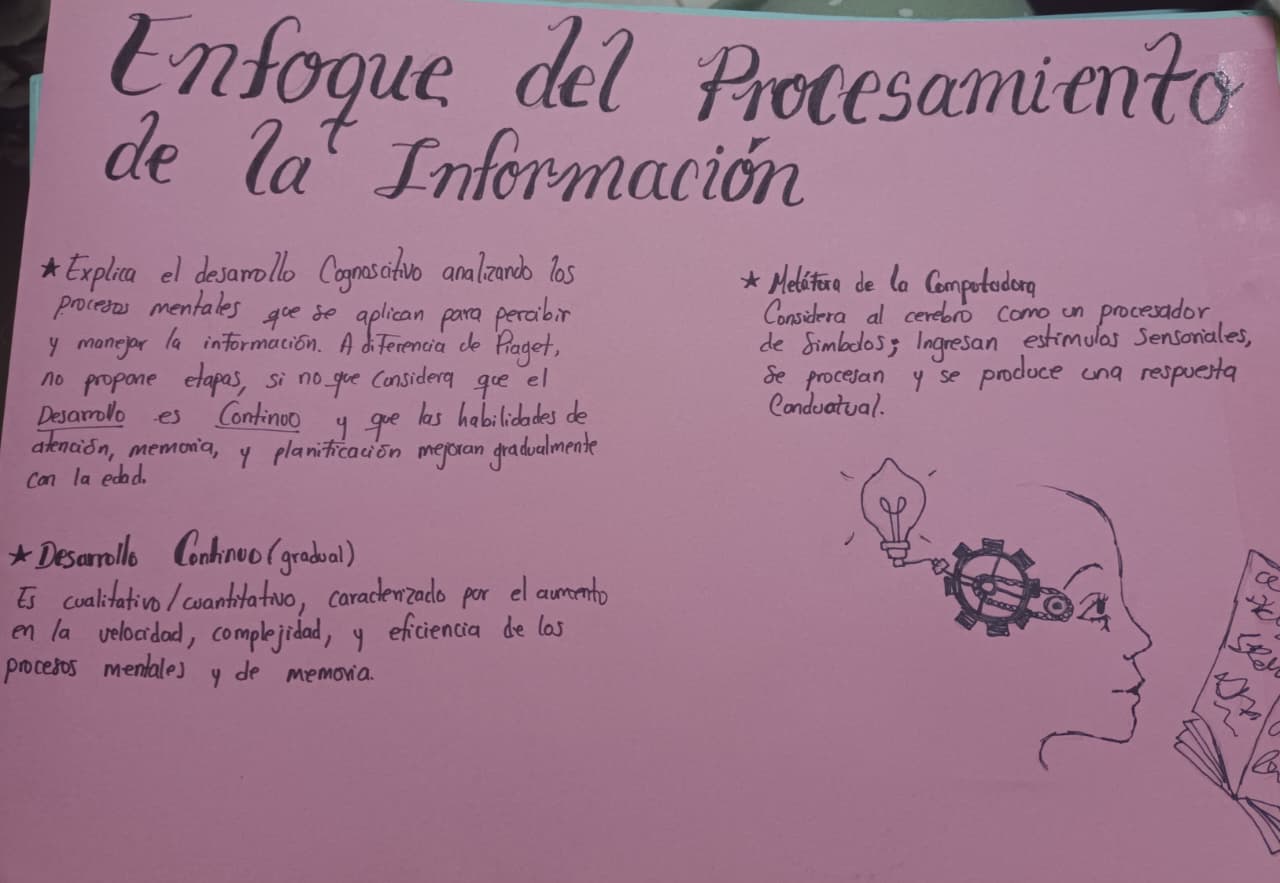 Enfoque del Procesamiento
de la Información
★ Explica el desarrollo Cognoscitivo analizando los
procesos mentales que se aplican para percibir
y manejar la información. A diferencia de Piaget,
no propone etapas, si no que considera que el
Desarrollo es Continuo y que las habilidades de
atención, memoria, y planificación mejoran gradualmente
con la edad.
★ Desarrollo Continuo (gradual)
Es cualitativo/cuantitativo, caracterizado por el aumento
en la velocidad, complejidad, y eficiencia de los
procesos mentales y de memoria.
★ Metáfora de la Computadora
Considera al cerebro como un procesador
de Simbolos; Ingresan estímulos Sensoriales,
Se procesan y se produce una respuesta
Conductual.